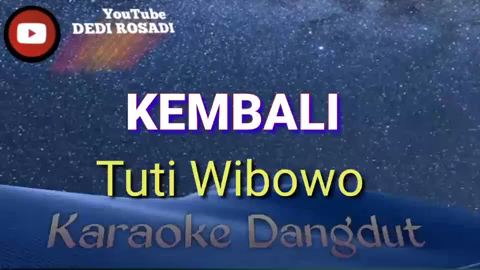 YouTube
DEDI ROSADI
KEMBALI
Tuti Wibowo
Karaoke Dangdut